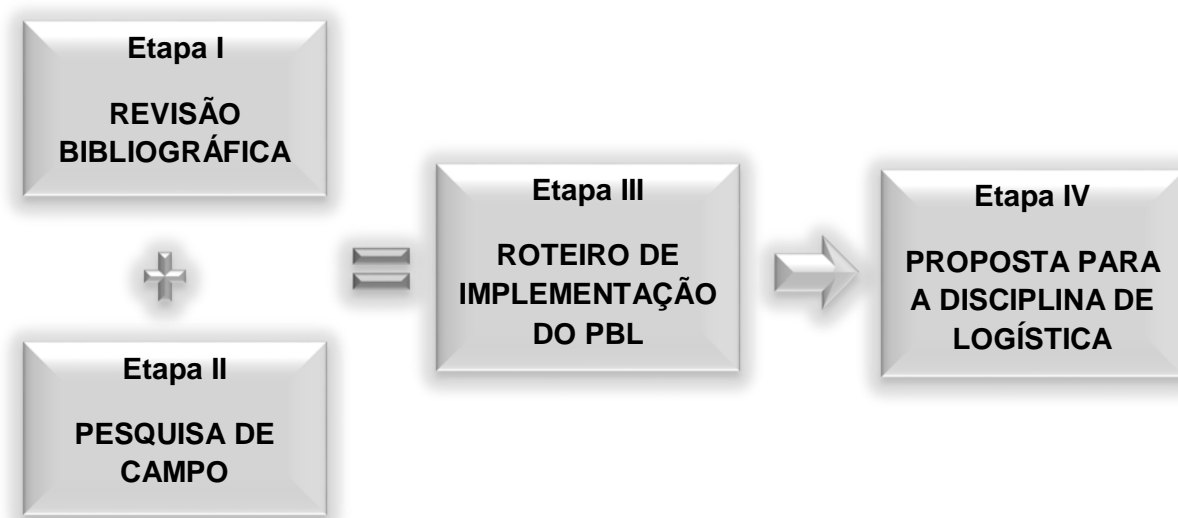 Etapa I
REVISÃO
BIBLIOGRÁFICA
Etapa II
PESQUISA DE
CAMPO
Etapa III
ROTEIRO DE
IMPLEMENTAÇÃO
DO PBL
Etapa IV
PROPOSTA PARA
A DISCIPLINA DE
LOGÍSTICA